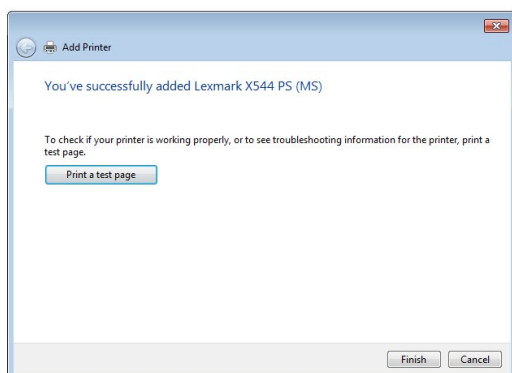 Add Printer
You've successfully added Lexmark X544 PS (MS)
To check if your printer is working properly, or to see troubleshooting information for the printer, print a
test page.
Print a test page
Finish
Cancel